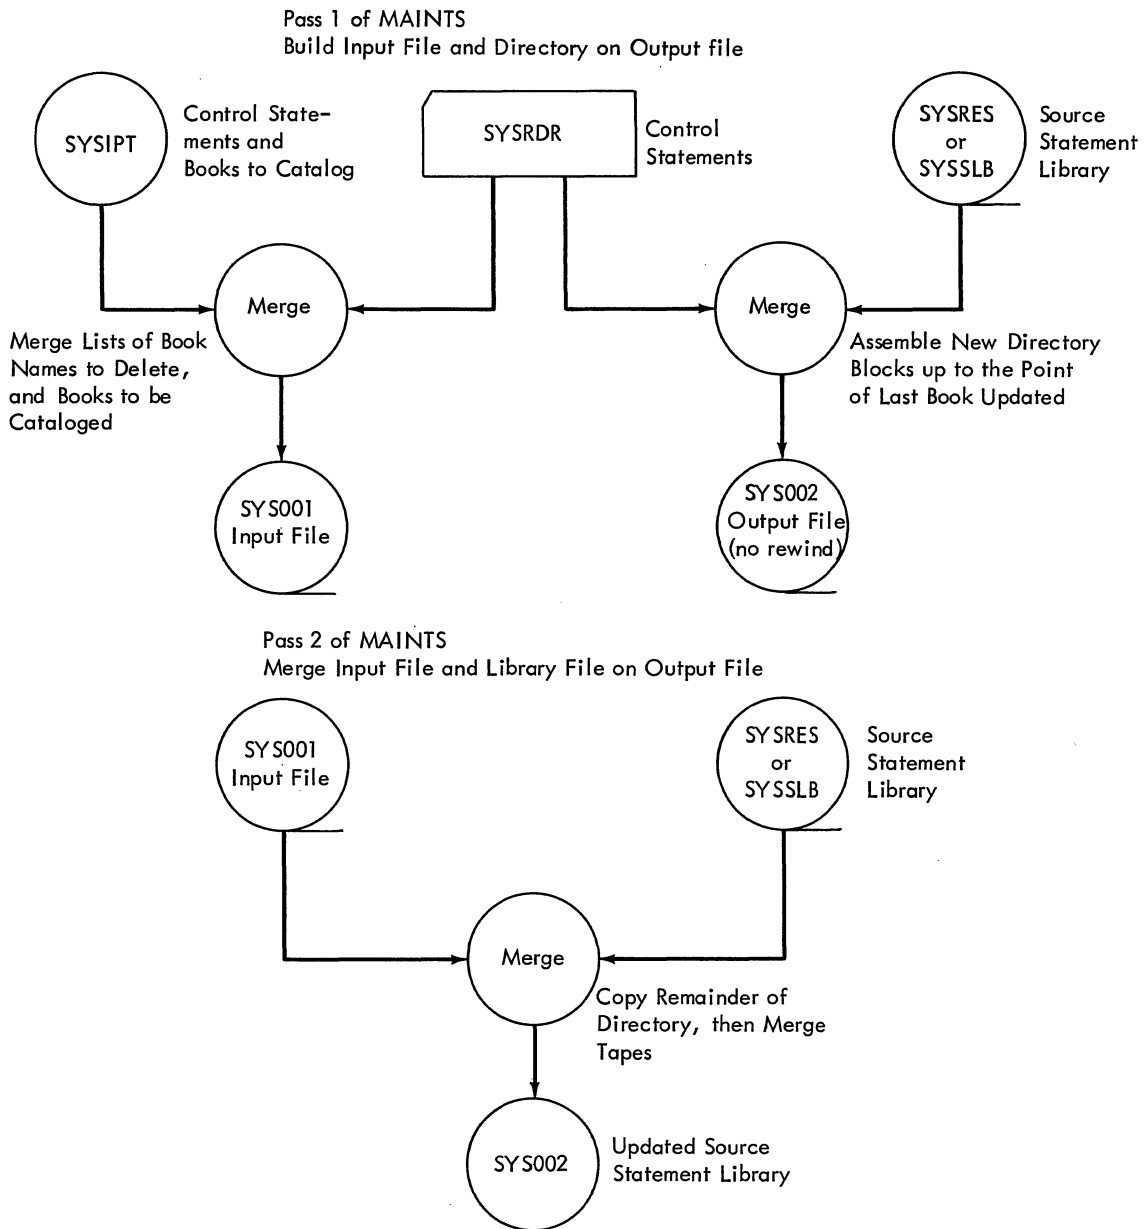 Pass 1 of MAINTS
Build Input File and Directory on Output file
SYSIPT
Control State-
ments and
Books to Catalog
SYSRDR
Control
Statements
SYSRES
or
SYSSLB
Source
Statement
Library
Merge
Merge
Merge Lists of Book
Names to Delete,
and Books to be
Cataloged
Assemble New Directory
Blocks up to the Point
of Last Book Updated
SYS001
Input File
SYS002
Output File
(no rewind)
Pass 2 of MAINTS
Merge Input File and Library File on Output File
SYS001
Input File
SYSRES
or
SYSSLB
Source
Statement
Library
Merge
Copy Remainder of
Directory, then Merge
Tapes
SYS002
Updated Source
Statement Library